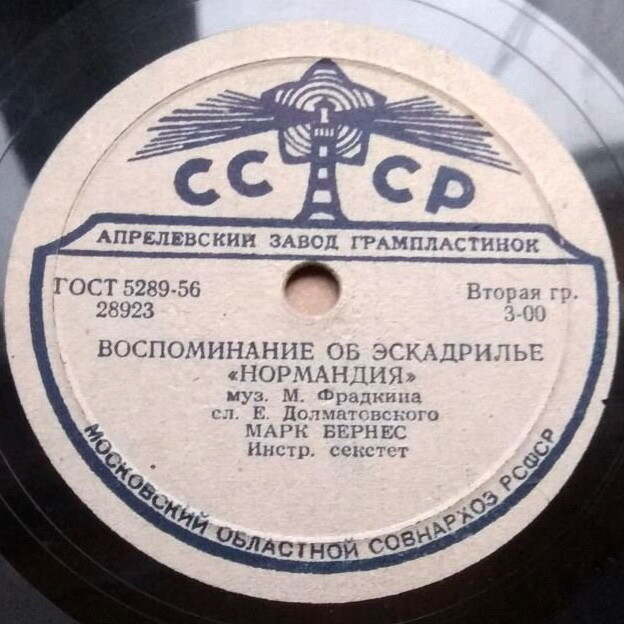 СССР
АПРЕЛЕВСКИЙ ЗАВОД ГРАМПЛАСТИНОК
ГОСТ 5289-56
28923
Вторая гр.
3-00
ВОСПОМИНАНИЕ ОБ ЭСКАДРИЛЬЕ
«НОРМАНДИЯ»
муз. М. Фрадкина
сл. Е. Долматовского
МАРК БЕРНЕС
Инстр. секстет
МОСКОВСКИЙ ОБЛАСТНОЙ СОВНАРХОЗ РСФСР